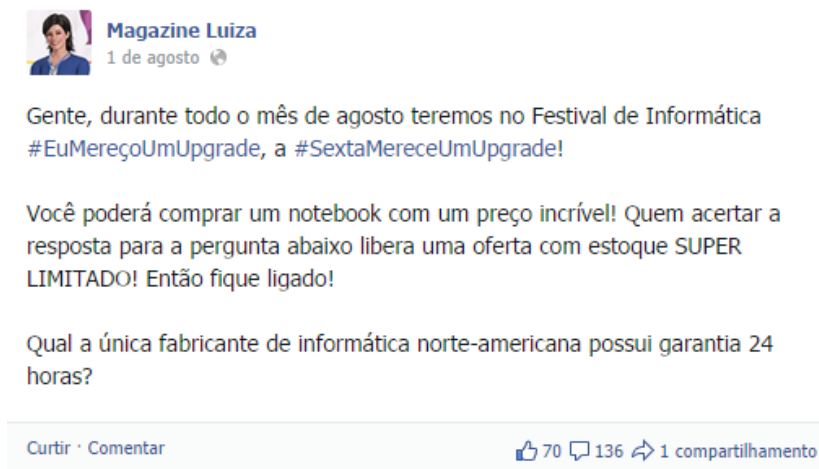 Magazine Luiza
1 de agosto
Gente, durante todo o mês de agosto teremos no Festival de Informática
#EuMereçoUmUpgrade, a #SextaMereceUmUpgrade!
Você poderá comprar um notebook com um preço incrível! Quem acertar a
resposta para a pergunta abaixo libera uma oferta com estoque SUPER
LIMITADO! Então fique ligado!
Qual a única fabricante de informática norte-americana possui garantia 24
horas?
Curtir · Comentar 70 136 1 compartilhamento